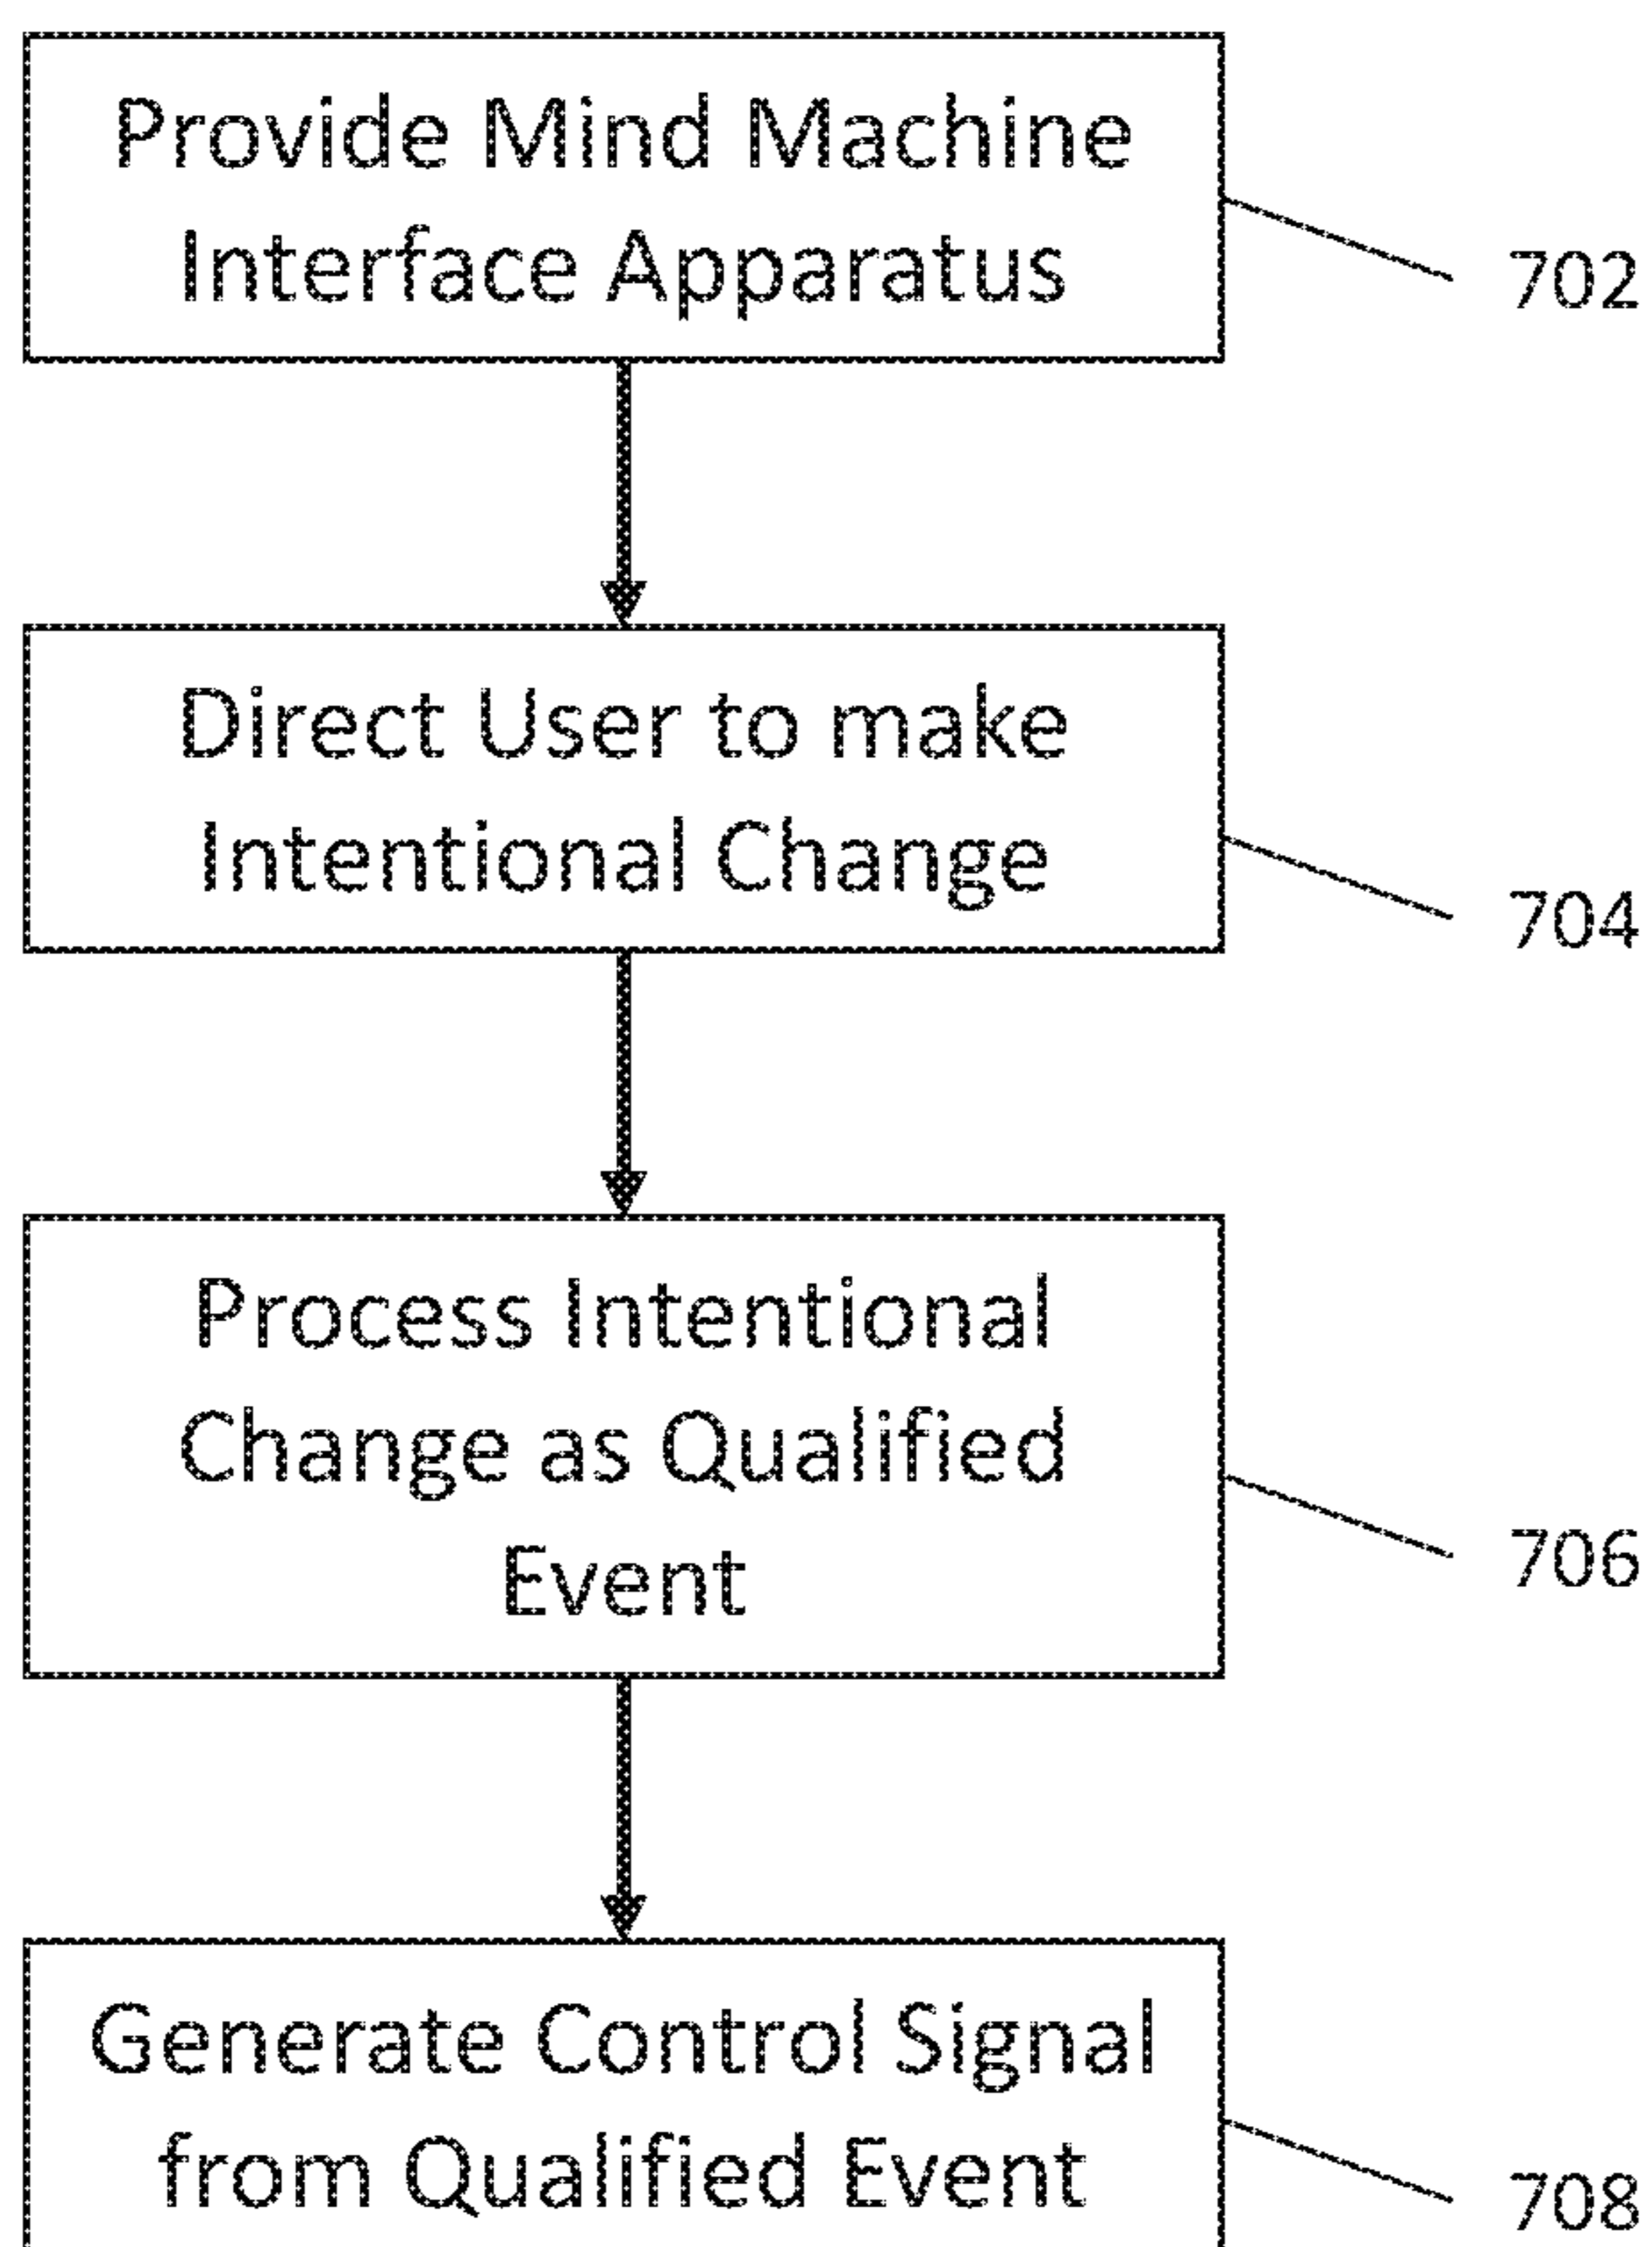 Provide Mind Machine
Interface Apparatus
702
Direct User to make
Intentional Change
704
Process Intentional
Change as Qualified
Event
706
Generate Control Signal
from Qualified Event
708